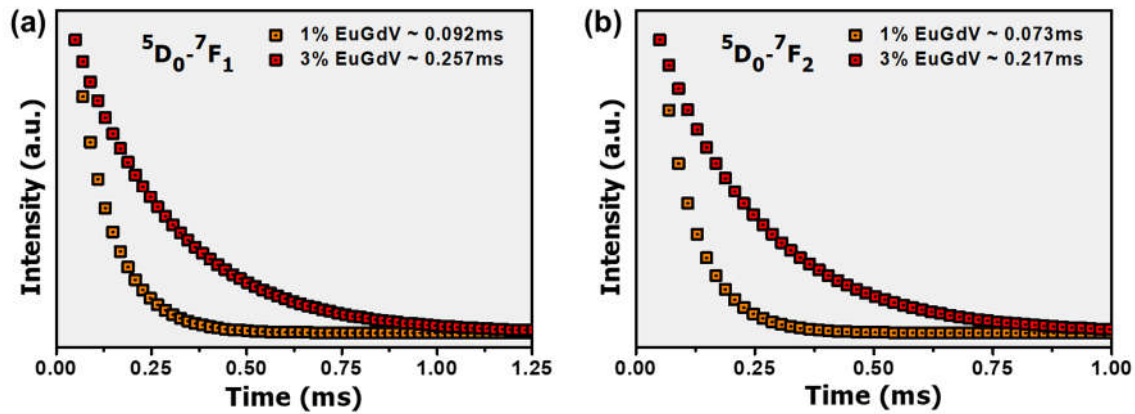 (a)
⁵D₀-⁷F₁
1% EuGdV ~ 0.092ms
3% EuGdV ~ 0.257ms
Intensity (a.u.)
0.00 0.25 0.50 0.75 1.00 1.25
Time (ms)
(b)
⁵D₀-⁷F₂
1% EuGdV ~ 0.073ms
3% EuGdV ~ 0.217ms
Intensity (a.u.)
0.00 0.25 0.50 0.75 1.00
Time (ms)